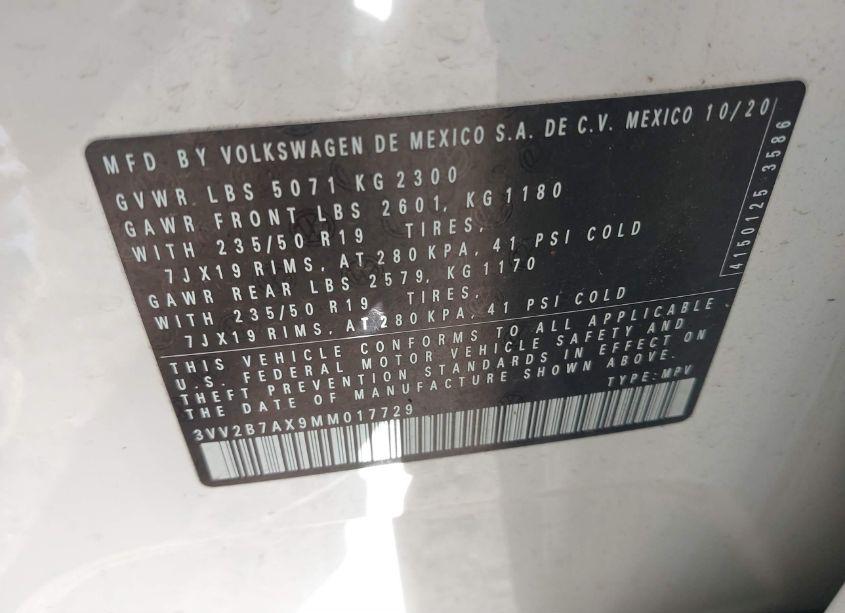 MFD BY VOLKSWAGEN DE MEXICO S.A. DE C.V. MEXICO 10/20
GVWR LBS 5071 KG 2300
GAWR FRONT LBS 2601, KG 1180
WITH 235/50 R19 TIRES,
7JX19 RIMS, AT 280 KPA, 41 PSI COLD
GAWR REAR LBS 2579, KG 1170
WITH 235/50 R19 TIRES,
7JX19 RIMS, AT 280 KPA, 41 PSI COLD
4150125 3586
THIS VEHICLE CONFORMS TO ALL APPLICABLE
U.S. FEDERAL MOTOR VEHICLE SAFETY AND
THEFT PREVENTION STANDARDS IN EFFECT ON
THE DATE OF MANUFACTURE SHOWN ABOVE.
TYPE: MPV
3VV2B7AX9MM017729